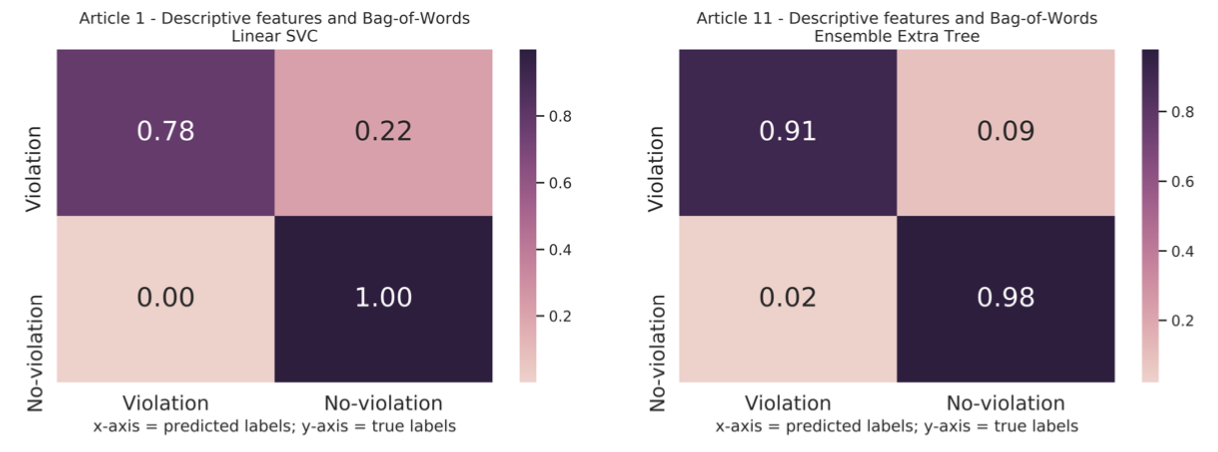 Article 1 - Descriptive features and Bag-of-Words
Linear SVC
Violation
No-violation
0.78
0.22
0.00
1.00
0.8
0.6
0.4
0.2
Violation
No-violation
x-axis = predicted labels; y-axis = true labels
Article 11 - Descriptive features and Bag-of-Words
Ensemble Extra Tree
Violation
No-violation
0.91
0.09
0.02
0.98
0.8
0.6
0.4
0.2
Violation
No-violation
x-axis = predicted labels; y-axis = true labels